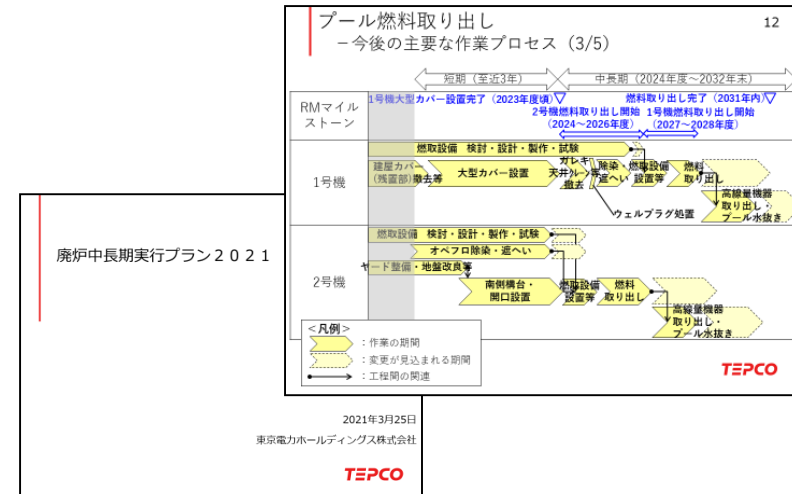 プール燃料取り出し
12
－今後の主要な作業プロセス（3/5）
短期（至近3年）
中長期（2024年度～2032年末）
RMマイル
ストーン
1号機大型カバー設置完了（2023年度頃）
燃料取り出し完了（2031年内）
2号機燃料取り出し開始
（2024～2026年度）
1号機燃料取り出し開始
（2027～2028年度）
1号機
燃取設備　検討・設計・製作・試験
建屋カバー
(残置部)撤去等
大型カバー設置
ガレキ
天井クレーン等
撤去
除染・
遮へい
燃取設備
設置等
燃料
取り出し
ウェルプラグ処置
高線量機器
取り出し・
プール水抜き
2号機
燃取設備　検討・設計・製作・試験
オペフロ除染・遮へい
ヤード整備・地盤改良等
南側構台・
開口設置
燃取設備
設置等
燃料
取り出し
高線量機器
取り出し・
プール水抜き
＜凡例＞
：作業の期間
：変更が見込まれる期間
：工程間の関連
TEPCO
廃炉中長期実行プラン２０２１
2021年3月25日
東京電力ホールディングス株式会社
TEPCO